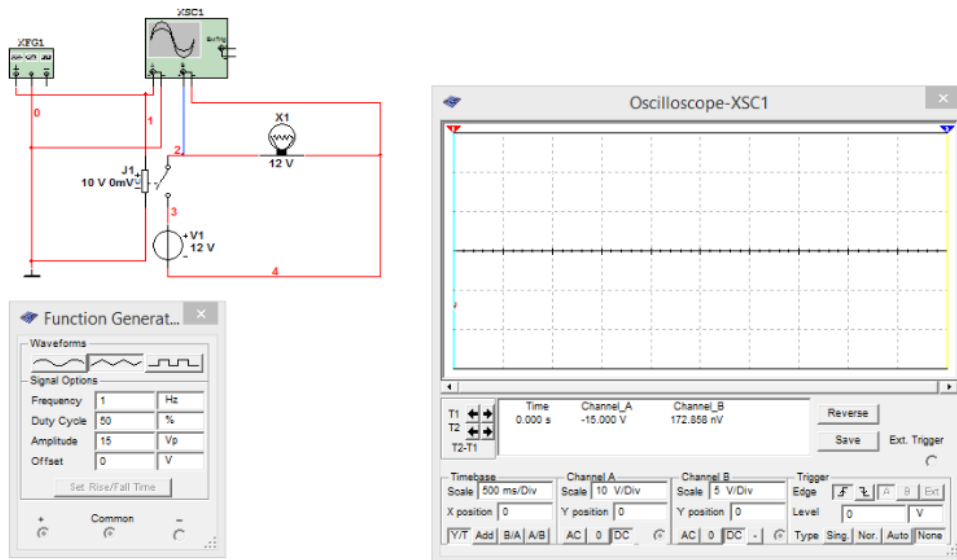 XSC1
XFG1
Ext Trig
0
1
X1
12 V
2
J1
10 V 0mV
3
V1
12 V
4
Function Generat...
Waveforms
Signal Options
Frequency 1 Hz
Duty Cycle 50 %
Amplitude 15 Vp
Offset 0 V
Set Rise/Fall Time
+ Common −
Oscilloscope-XSC1
Time Channel_A Channel_B
T1 0.000 s -15.000 V 172.858 nV
T2
T2-T1
Reverse
Save
Ext. Trigger
Timebase Channel A Channel B Trigger
Scale 500 ms/Div Scale 10 V/Div Scale 5 V/Div Edge A B Ext
X position 0 Y position 0 Y position 0 Level 0 V
Y/T Add B/A A/B AC 0 DC AC 0 DC - Type Sing. Nor. Auto None